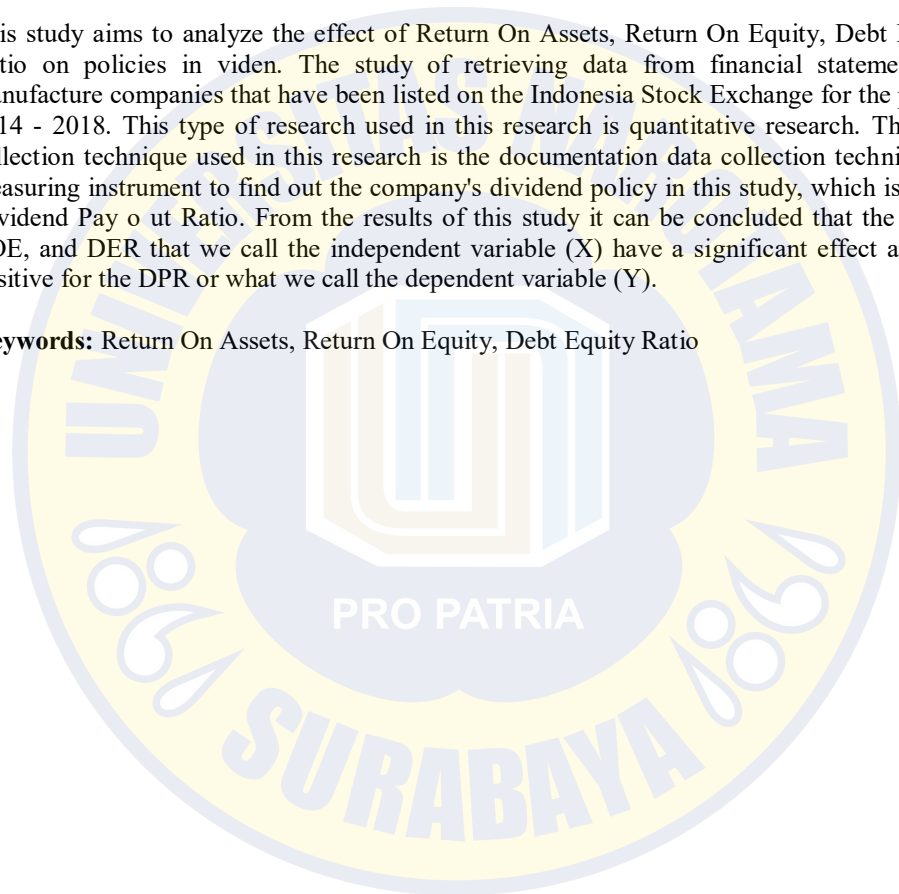 is study aims to analyze the effect of Return On Assets, Return On Equity, Debt
tio on policies in viden. The study of retrieving data from financial stateme
nufacture companies that have been listed on the Indonesia Stock Exchange for the
14 - 2018. This type of research used in this research is quantitative research. Th
llection technique used in this research is the documentation data collection techni
easuring instrument to find out the company's dividend policy in this study, which is
vidend Pay o ut Ratio. From the results of this study it can be concluded that the
OE, and DER that we call the independent variable (X) have a significant effect a
sitive for the DPR or what we call the dependent variable (Y).
eywords: Return On Assets, Return On Equity, Debt Equity Ratio
UNIVERSITAS NAROTAMA
PRO PATRIA
SURABAYA